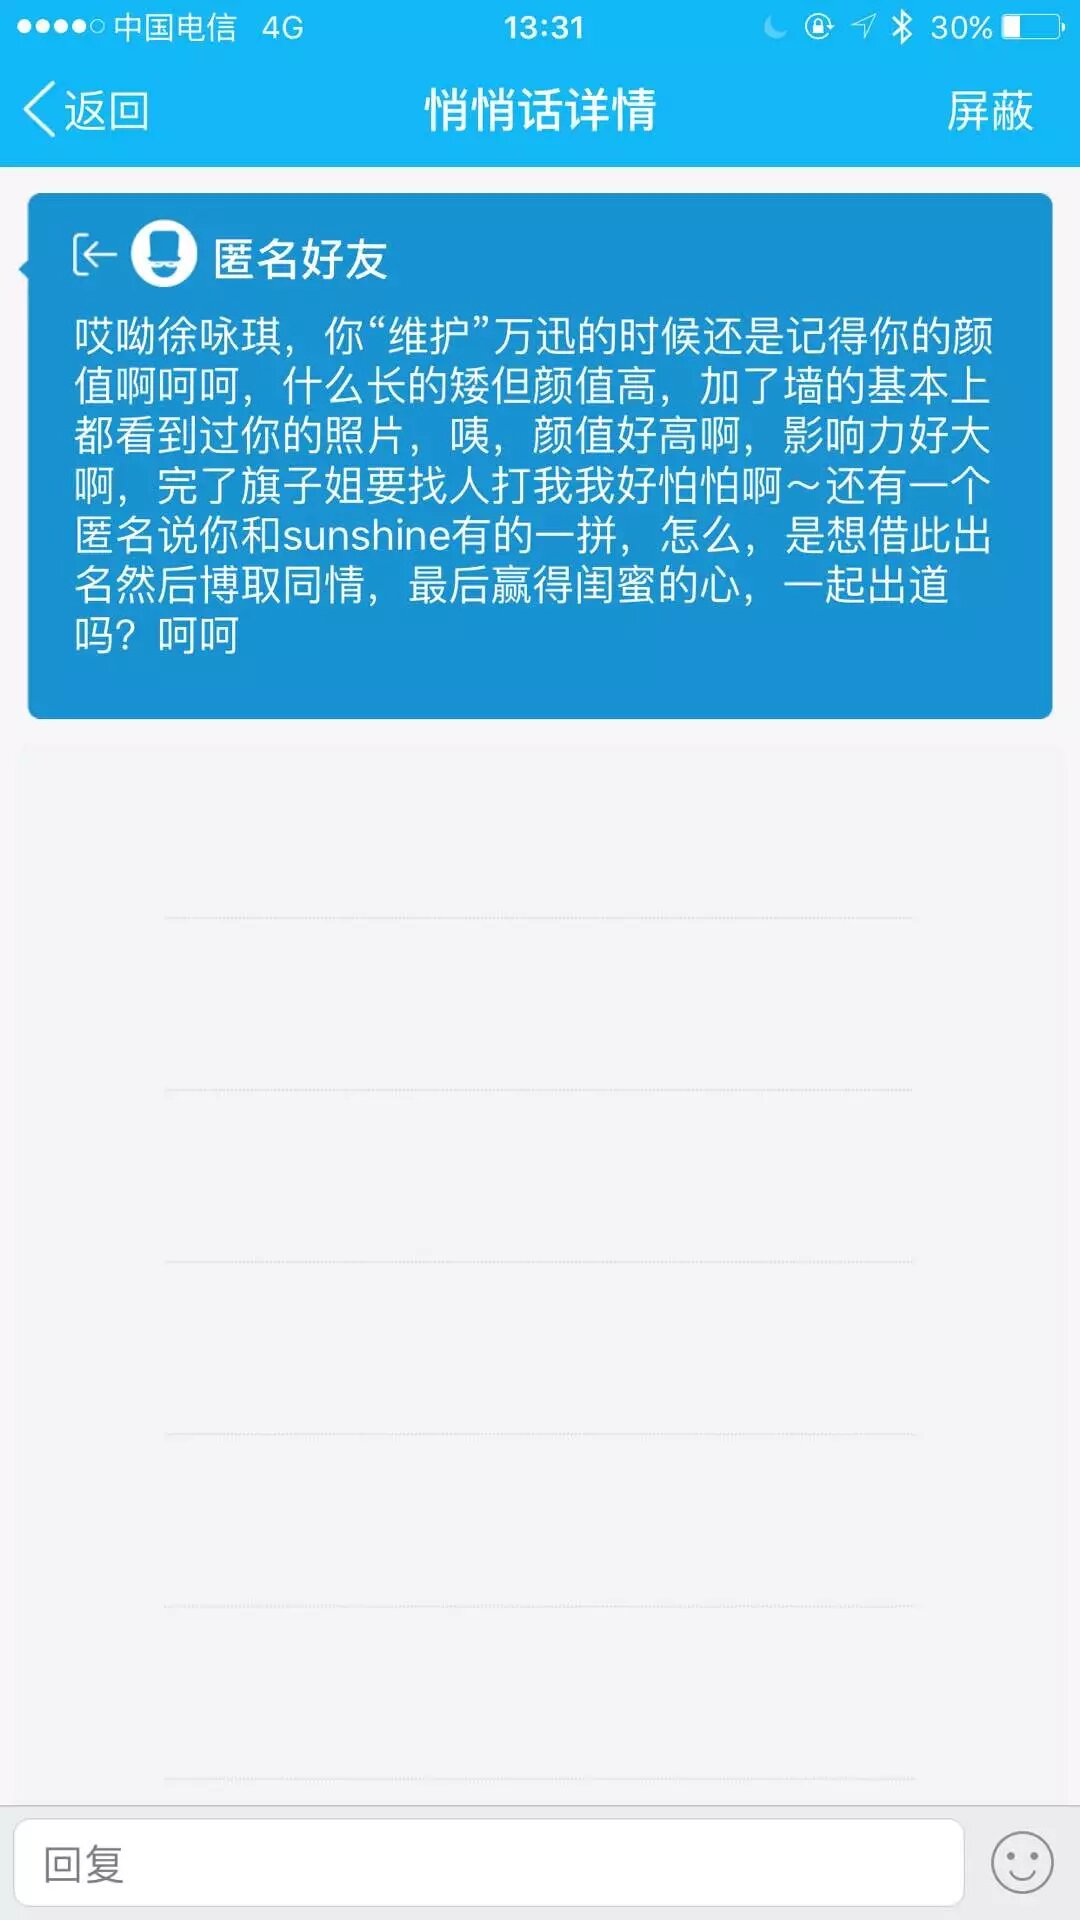 中国电信 4G 13:31 30%
返回 悄悄话详情 屏蔽
匿名好友
哎呦徐咏琪，你“维护”万迅的时候还是记得你的颜
值啊呵呵，什么长的矮但颜值高，加了墙的基本上
都看到过你的照片，咦，颜值好高啊，影响力好大
啊，完了旗子姐要找人打我我好怕怕啊～还有一个
匿名说你和sunshine有的一拼，怎么，是想借此出
名然后博取同情，最后赢得闺蜜的心，一起出道
吗？呵呵
回复